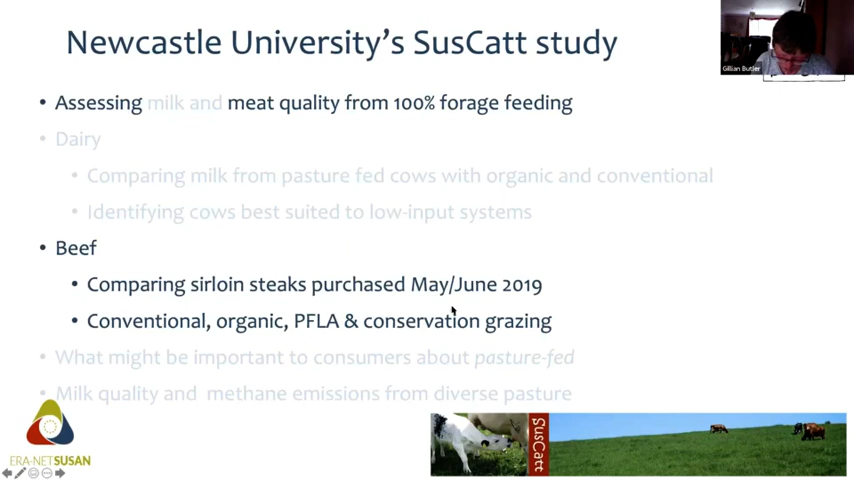 Newcastle University's SusCatt study
Gillian Butler
• Assessing milk and meat quality from 100% forage feeding
• Dairy
• Comparing milk from pasture fed cows with organic and conventional
• Identifying cows best suited to low-input systems
• Beef
• Comparing sirloin steaks purchased May/June 2019
• Conventional, organic, PFLA & conservation grazing
• What might be important to consumers about pasture-fed
• Milk quality and methane emissions from diverse pasture
SusCatt
ERA-NET SUSAN